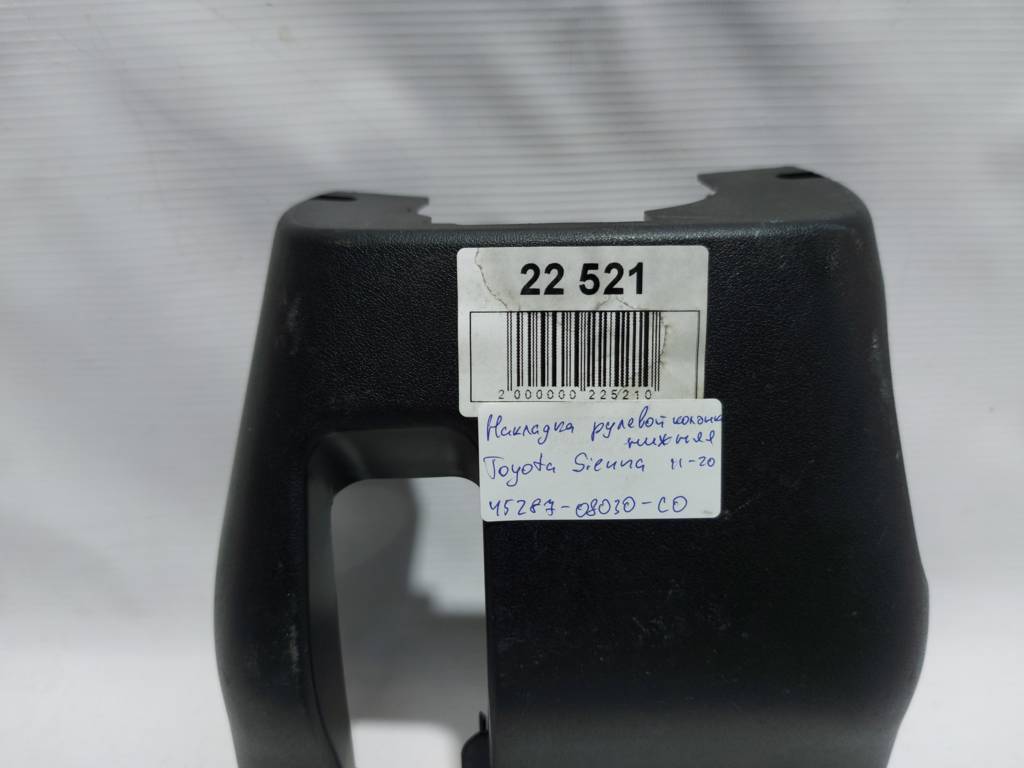 22 521
2 000000 225210
Накладка рулевой колонки
нижняя
Toyota Sienna 11-20
45287-08030-C0